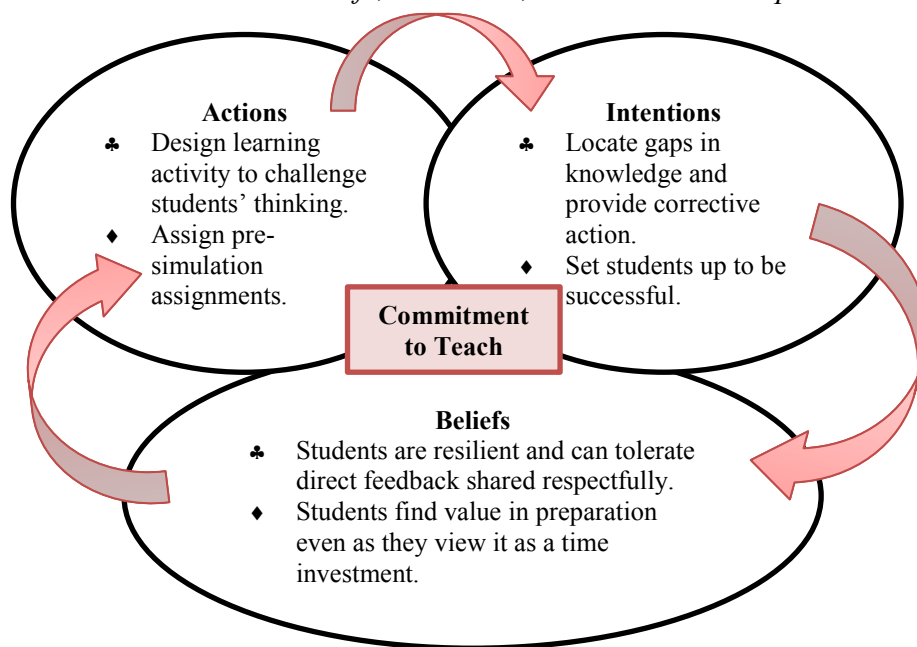 Actions
♣ Design learning
activity to challenge
students’ thinking.
♦ Assign pre-
simulation
assignments.
Intentions
♣ Locate gaps in
knowledge and
provide corrective
action.
♦ Set students up to be
successful.
Commitment
to Teach
Beliefs
♣ Students are resilient and can tolerate
direct feedback shared respectfully.
♦ Students find value in preparation
even as they view it as a time
investment.